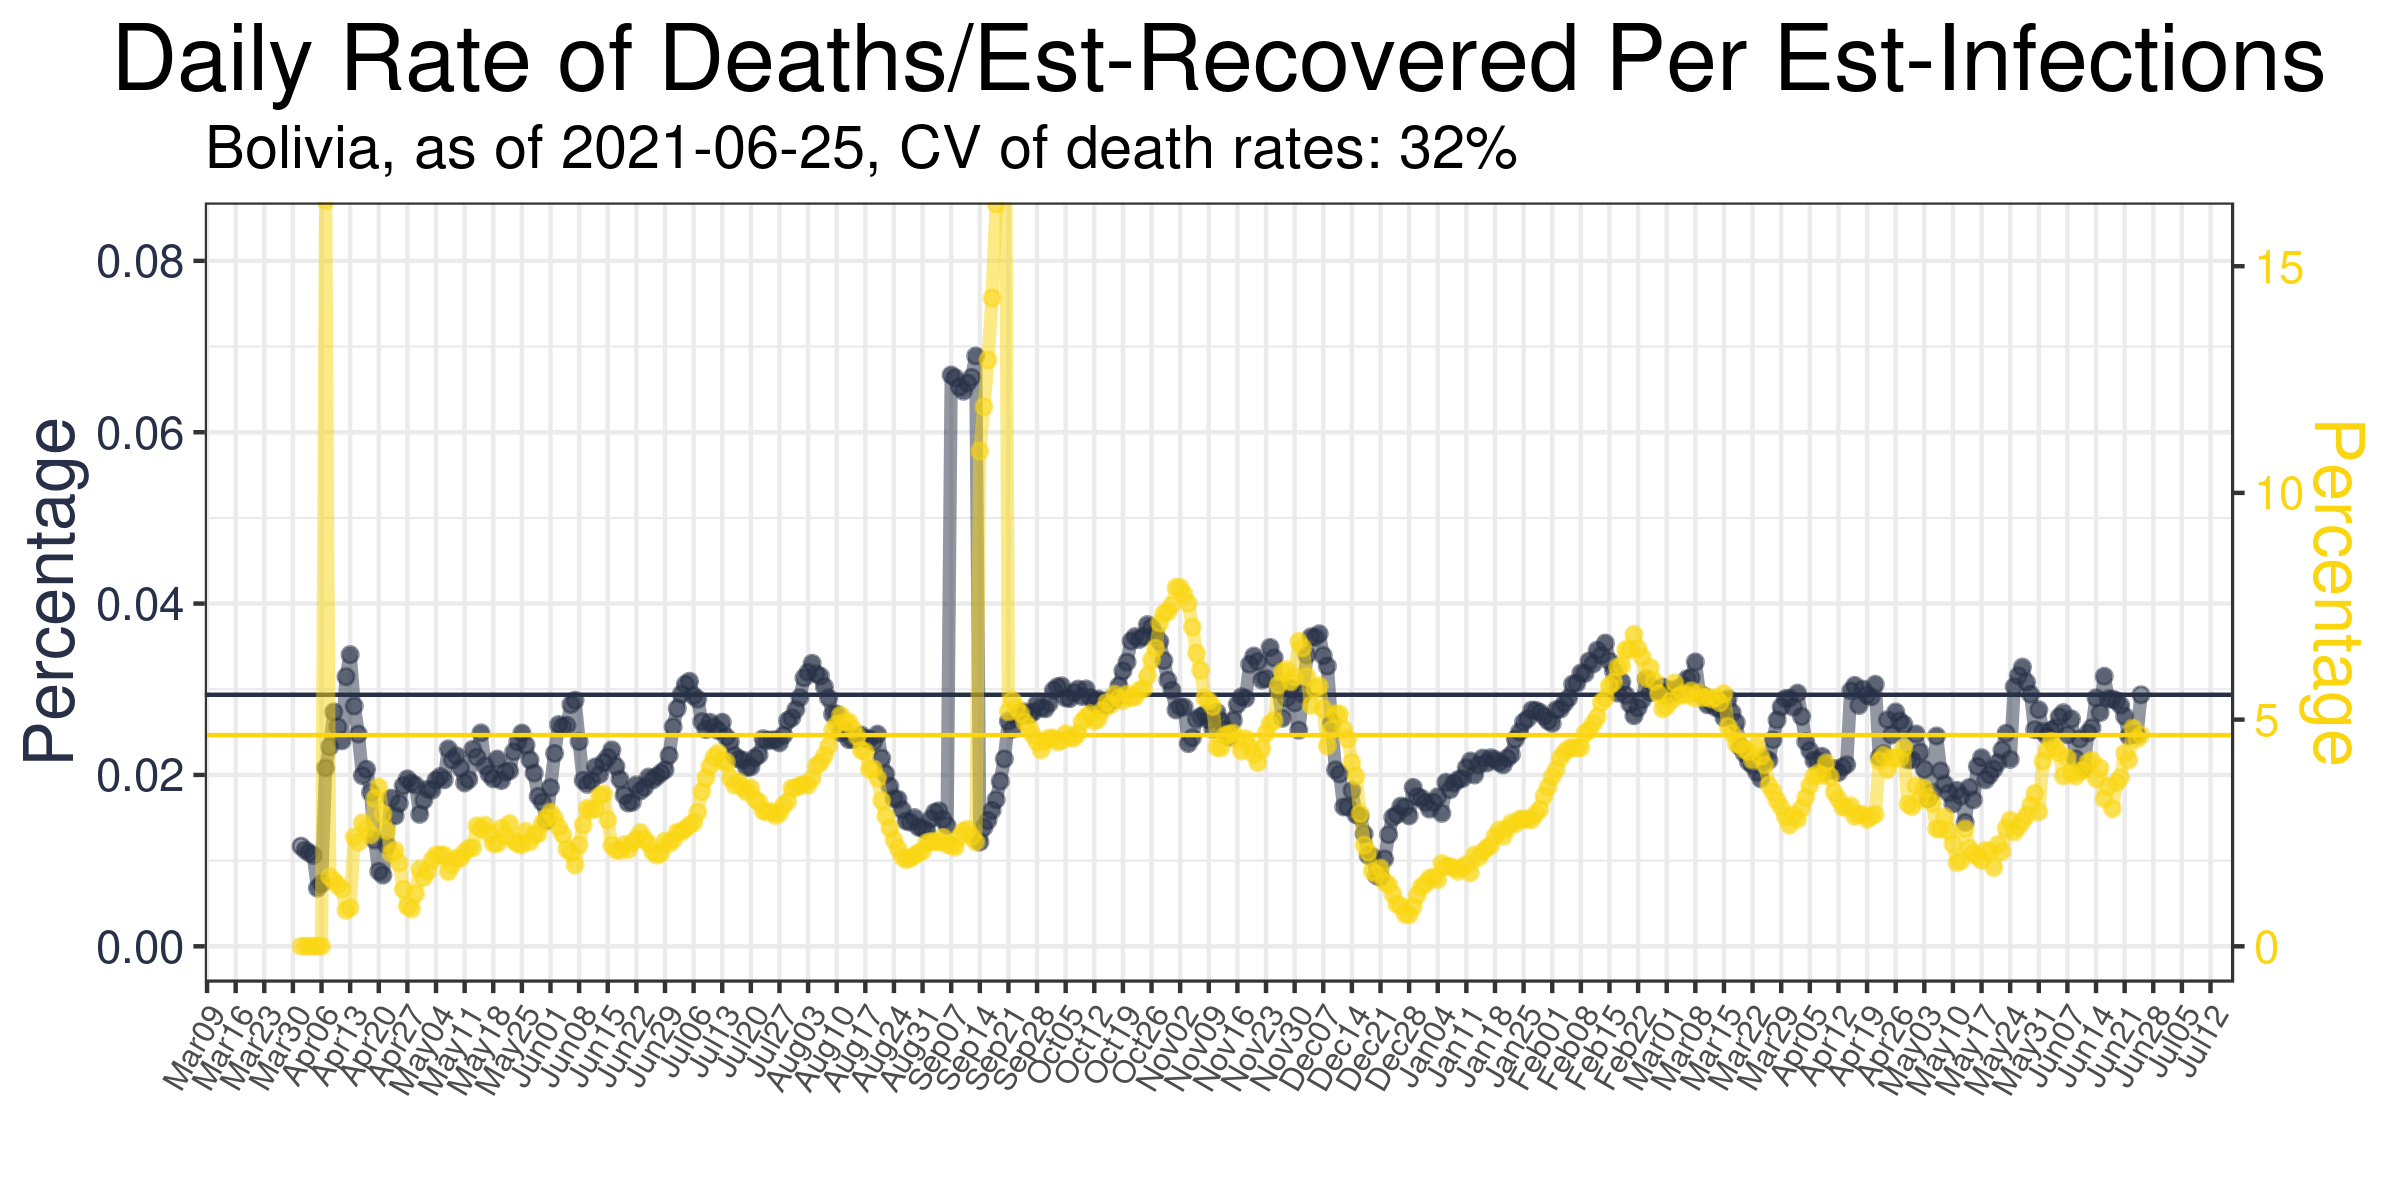 Daily Rate of Deaths/Est-Recovered Per Est-Infections
Bolivia, as of 2021-06-25, CV of death rates: 32%
Percentage
0.08
0.06
0.04
0.02
0.00
15
10
5
0
Percentage
Mar09
Mar16
Mar23
Mar30
Apr06
Apr13
Apr20
Apr27
May04
May11
May18
May25
Jun01
Jun08
Jun15
Jun22
Jun29
Jul06
Jul13
Jul20
Jul27
Aug03
Aug10
Aug17
Aug24
Aug31
Sep07
Sep14
Sep21
Sep28
Oct05
Oct12
Oct19
Oct26
Nov02
Nov09
Nov16
Nov23
Nov30
Dec07
Dec14
Dec21
Dec28
Jan04
Jan11
Jan18
Jan25
Feb01
Feb08
Feb15
Feb22
Mar01
Mar08
Mar15
Mar22
Mar29
Apr05
Apr12
Apr19
Apr26
May03
May10
May17
May24
May31
Jun07
Jun14
Jun21
Jun28
Jul05
Jul12